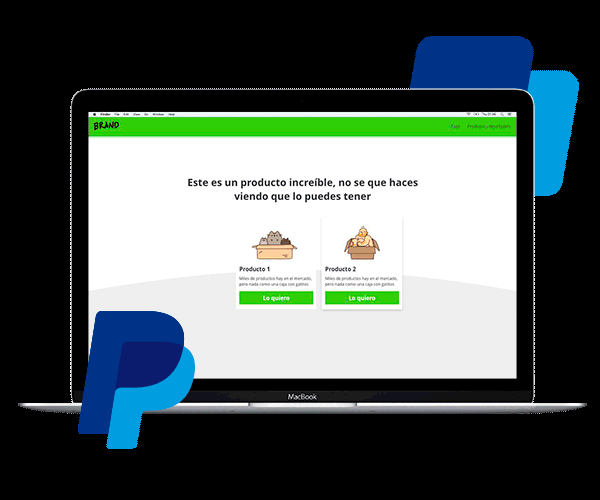 Finder File Edit View Go Window Help
BRAND
Este es un producto increíble, no se que haces
viendo que lo puedes tener
Producto 1
Miles de productos hay en el mercado,
pero nada como una caja con gatitos
Lo quiero
Producto 2
Miles de productos hay en el mercado,
pero nada como una caja con gatitos
Lo quiero
MacBook